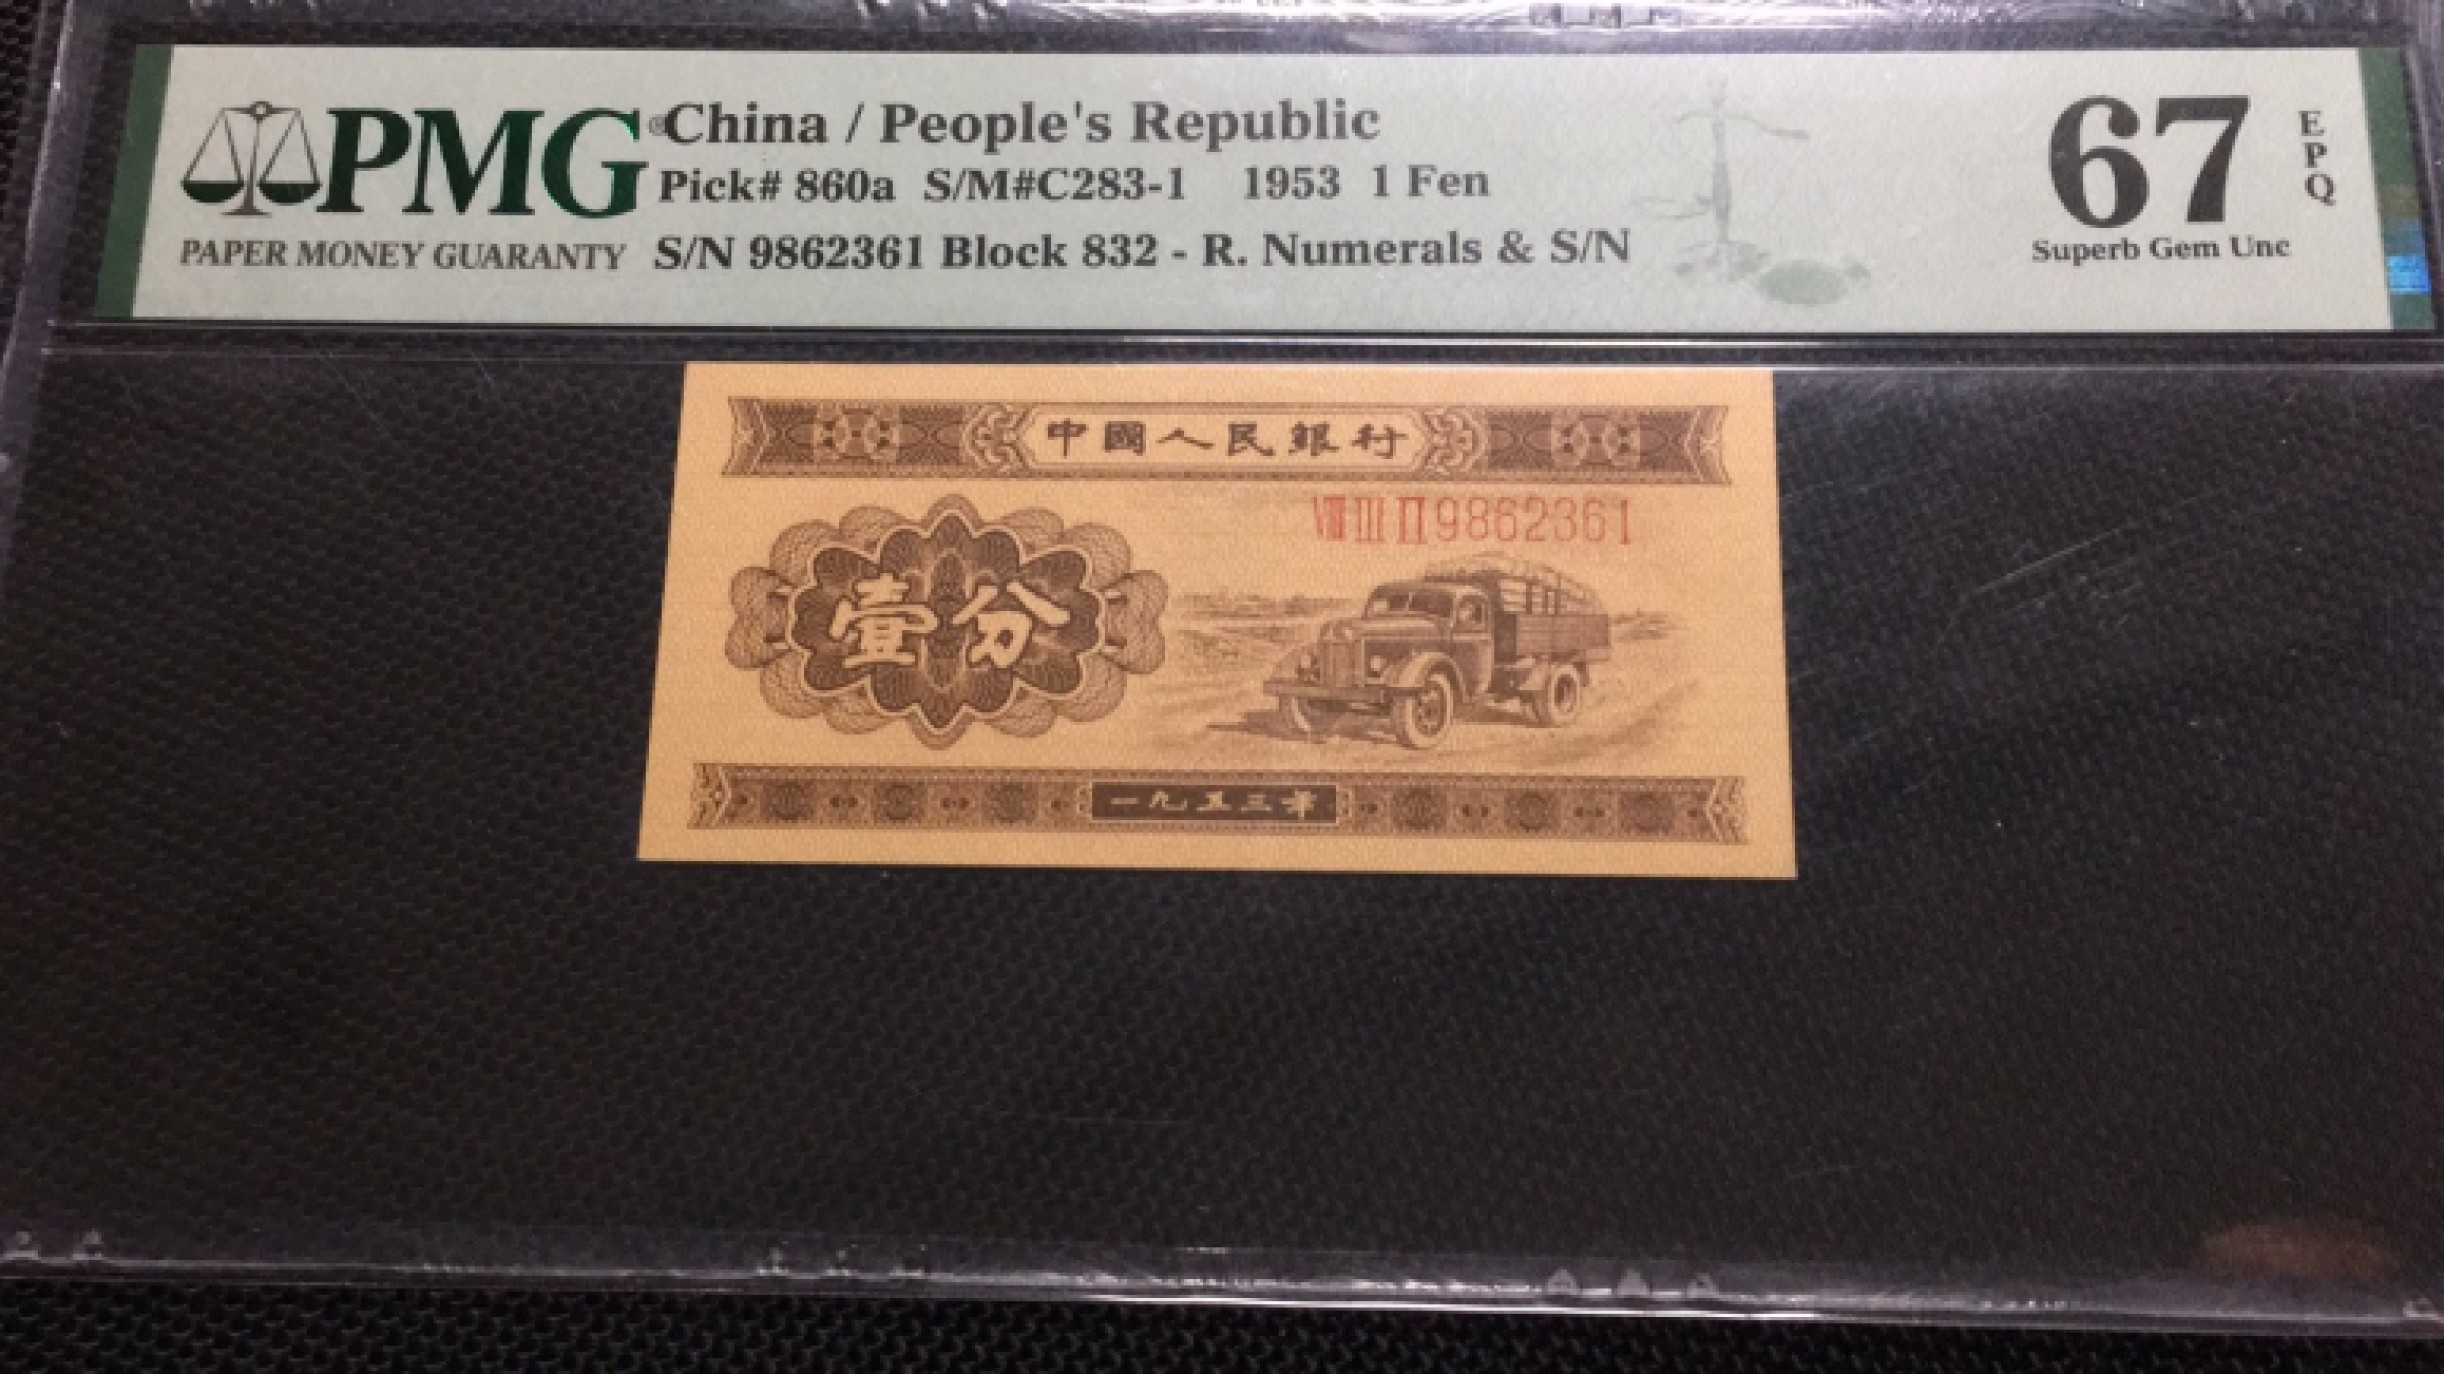 PMG® China / People's Republic
Pick# 860a S/M#C283-1 1953 1 Fen
PAPER MONEY GUARANTY S/N 9862361 Block 832 - R. Numerals & S/N
67 EPQ
Superb Gem Unc
中國人民銀行
VIII III II 9862361
壹分
一九五三年